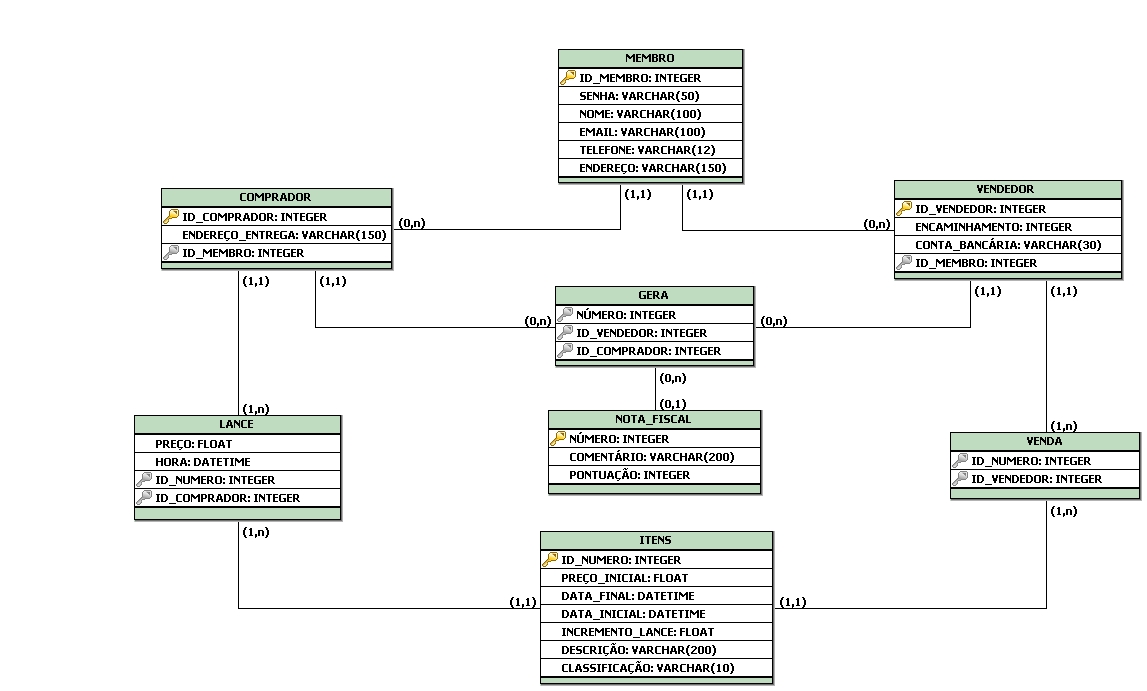 MEMBRO
ID_MEMBRO: INTEGER
SENHA: VARCHAR(50)
NOME: VARCHAR(100)
EMAIL: VARCHAR(100)
TELEFONE: VARCHAR(12)
ENDEREÇO: VARCHAR(150)
(1,1)
(1,1)
COMPRADOR
ID_COMPRADOR: INTEGER
ENDEREÇO_ENTREGA: VARCHAR(150)
ID_MEMBRO: INTEGER
(0,n)
(1,1)
(1,1)
VENDEDOR
ID_VENDEDOR: INTEGER
ENCAMINHAMENTO: INTEGER
CONTA_BANCÁRIA: VARCHAR(30)
ID_MEMBRO: INTEGER
(0,n)
(1,1)
(1,1)
GERA
NÚMERO: INTEGER
ID_VENDEDOR: INTEGER
ID_COMPRADOR: INTEGER
(0,n)
(0,n)
(0,n)
(0,1)
NOTA_FISCAL
NÚMERO: INTEGER
COMENTÁRIO: VARCHAR(200)
PONTUAÇÃO: INTEGER
(1,n)
LANCE
PREÇO: FLOAT
HORA: DATETIME
ID_NUMERO: INTEGER
ID_COMPRADOR: INTEGER
(1,n)
(1,n)
VENDA
ID_NUMERO: INTEGER
ID_VENDEDOR: INTEGER
(1,n)
ITENS
ID_NUMERO: INTEGER
PREÇO_INICIAL: FLOAT
DATA_FINAL: DATETIME
DATA_INICIAL: DATETIME
INCREMENTO_LANCE: FLOAT
DESCRIÇÃO: VARCHAR(200)
CLASSIFICAÇÃO: VARCHAR(10)
(1,1)
(1,1)